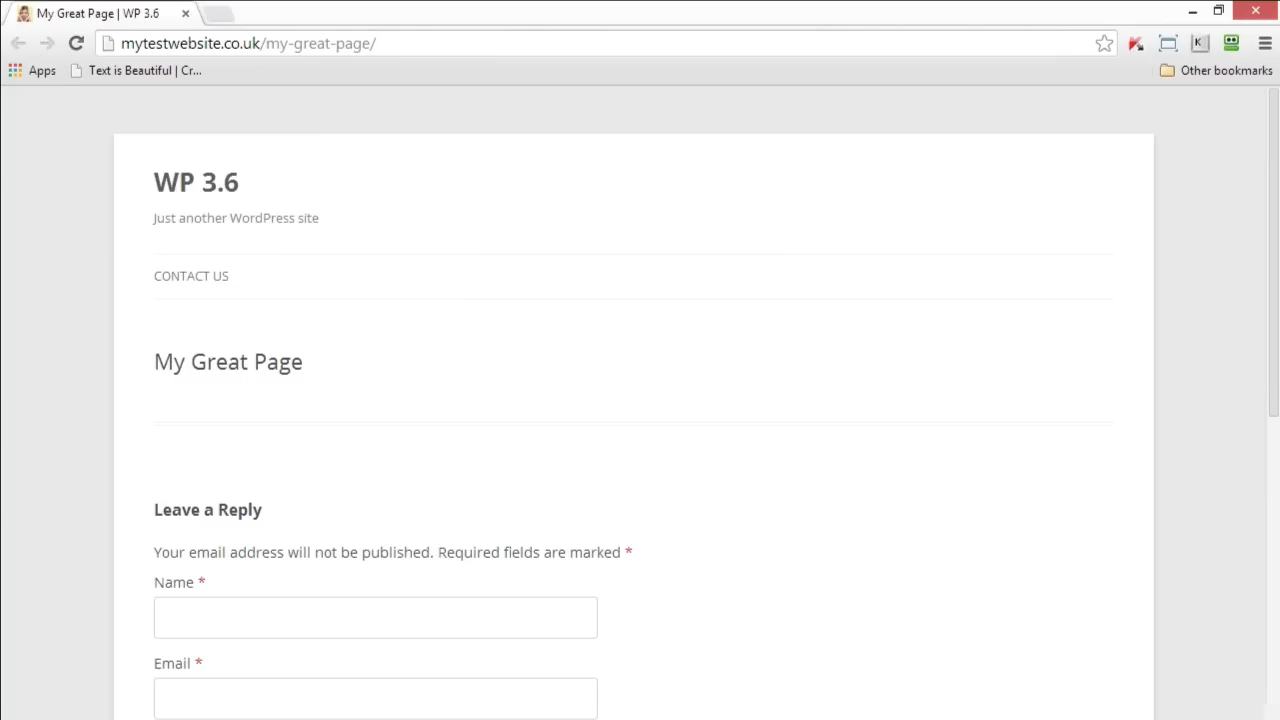 My Great Page | WP 3.6
mytestwebsite.co.uk/my-great-page/
Apps
Text is Beautiful | Cr...
Other bookmarks
WP 3.6
Just another WordPress site
CONTACT US
My Great Page
Leave a Reply
Your email address will not be published. Required fields are marked *
Name *
Email *